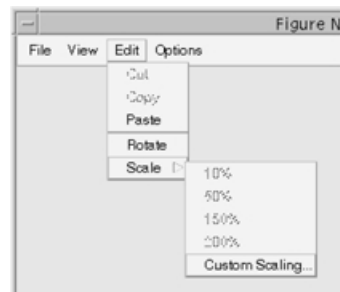 Figure N
File View Edit Options
Cut
Copy
Paste
Rotate
Scale
10%
50%
150%
200%
Custom Scaling...